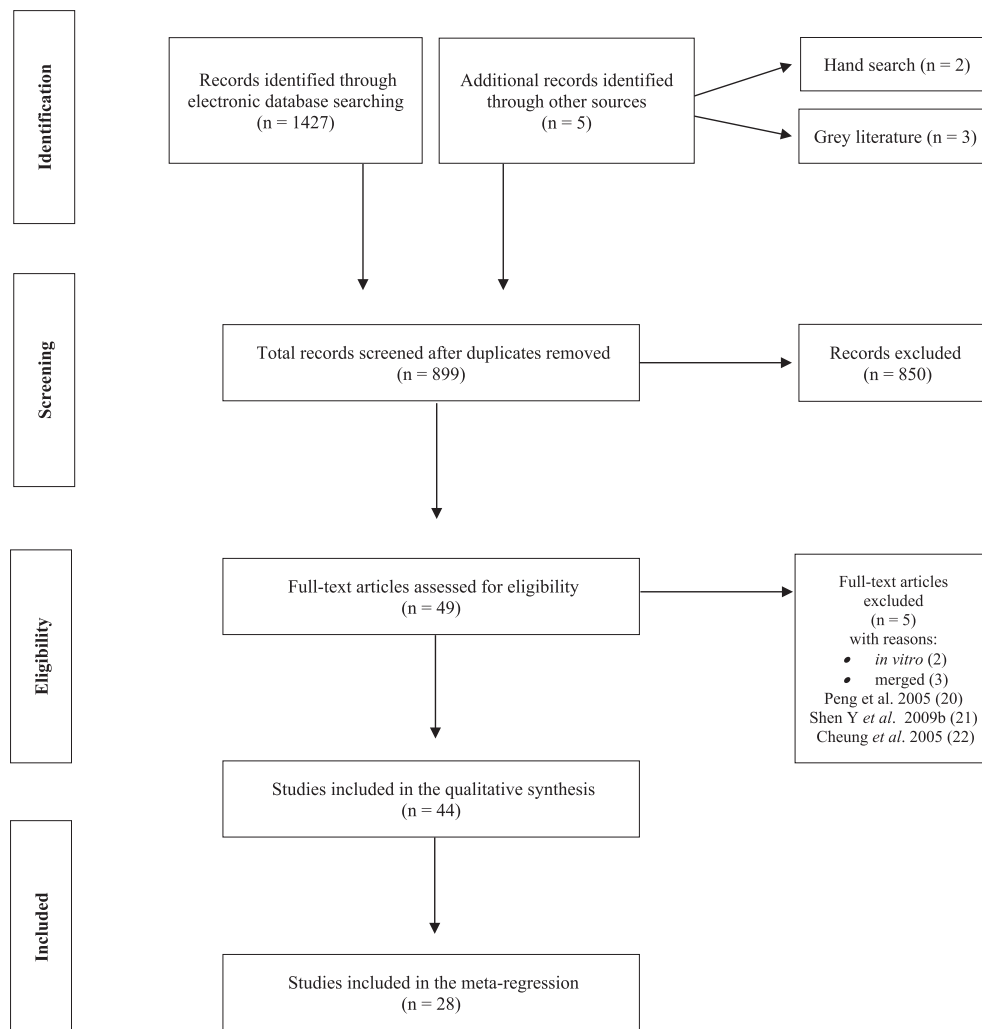 Identification
Records identified through
electronic database searching
(n = 1427)
Additional records identified
through other sources
(n = 5)
Hand search (n = 2)
Grey literature (n = 3)
Screening
Total records screened after duplicates removed
(n = 899)
Records excluded
(n = 850)
Eligibility
Full-text articles assessed for eligibility
(n = 49)
Full-text articles
excluded
(n = 5)
with reasons:
● in vitro (2)
● merged (3)
Peng et al. 2005 (20)
Shen Y et al. 2009b (21)
Cheung et al. 2005 (22)
Studies included in the qualitative synthesis
(n = 44)
Included
Studies included in the meta-regression
(n = 28)